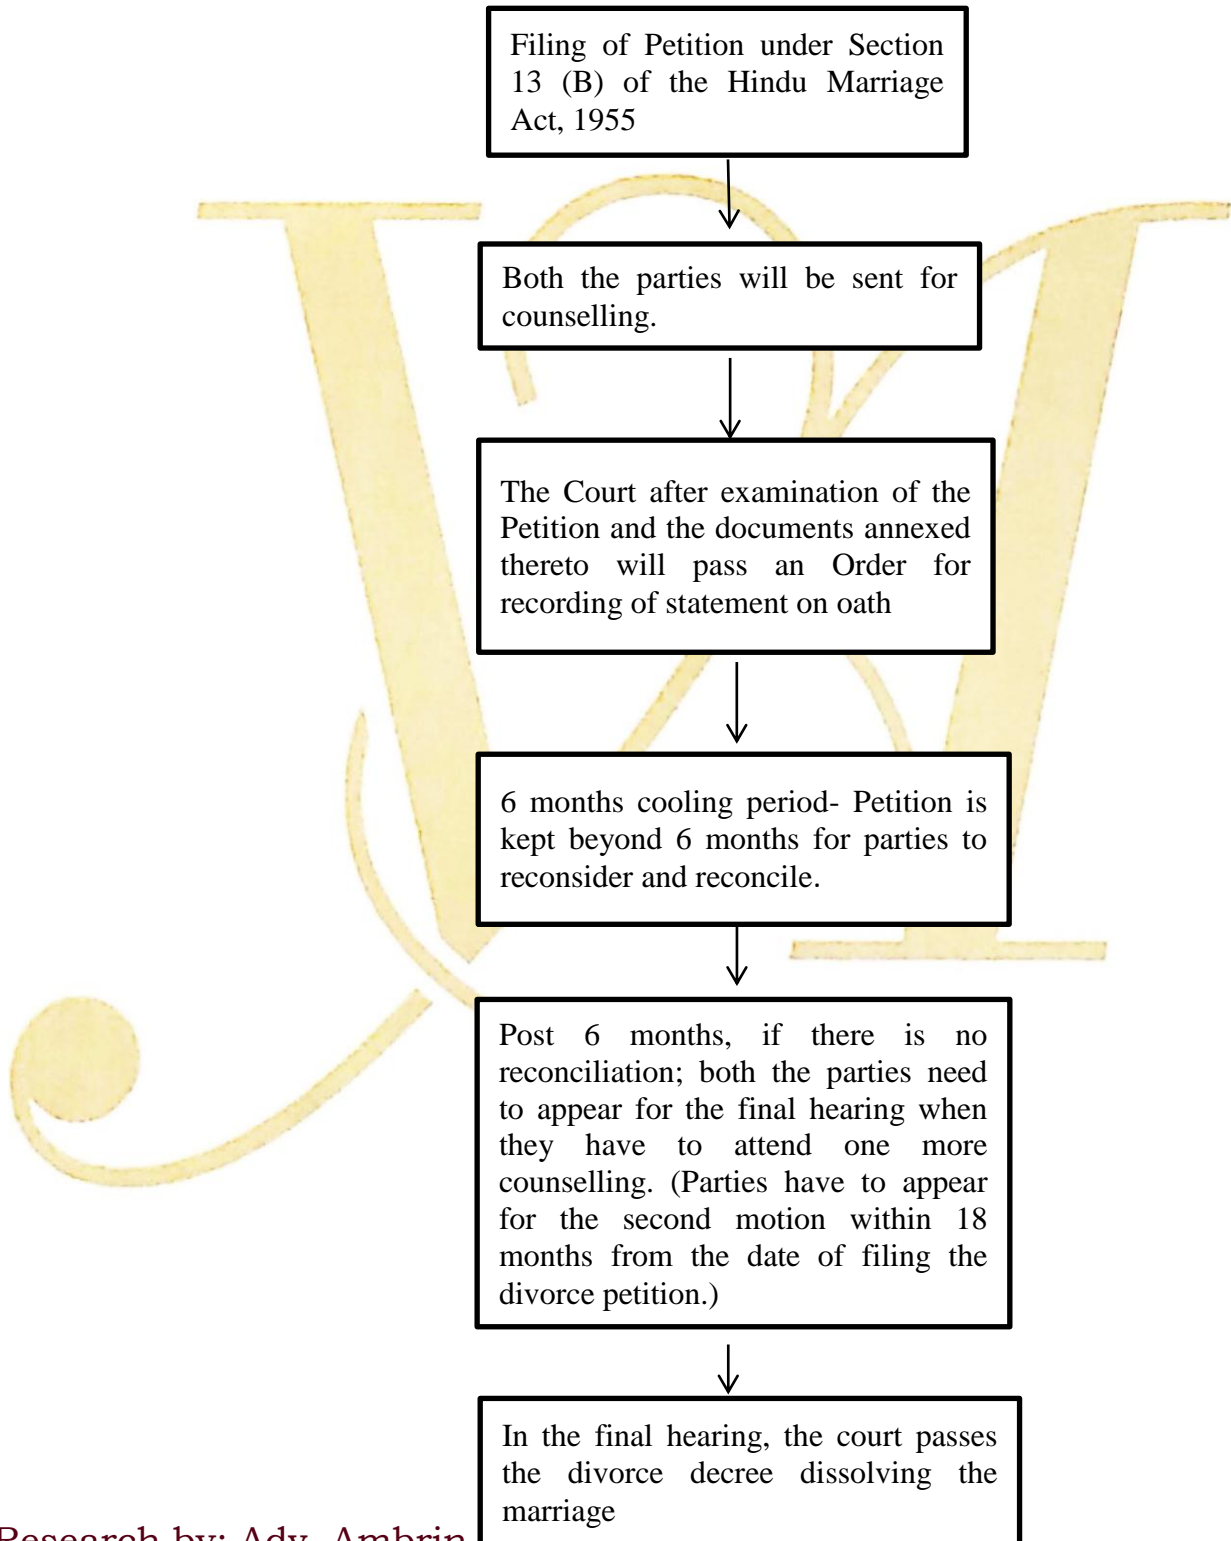 Filing of Petition under Section
13 (B) of the Hindu Marriage
Act, 1955
Both the parties will be sent for
counselling.
The Court after examination of the
Petition and the documents annexed
thereto will pass an Order for
recording of statement on oath
6 months cooling period- Petition is
kept beyond 6 months for parties to
reconsider and reconcile.
Post 6 months, if there is no
reconciliation; both the parties need
to appear for the final hearing when
they have to attend one more
counselling. (Parties have to appear
for the second motion within 18
months from the date of filing the
divorce petition.)
In the final hearing, the court passes
the divorce decree dissolving the
marriage
Research by: Adv. Ambrin